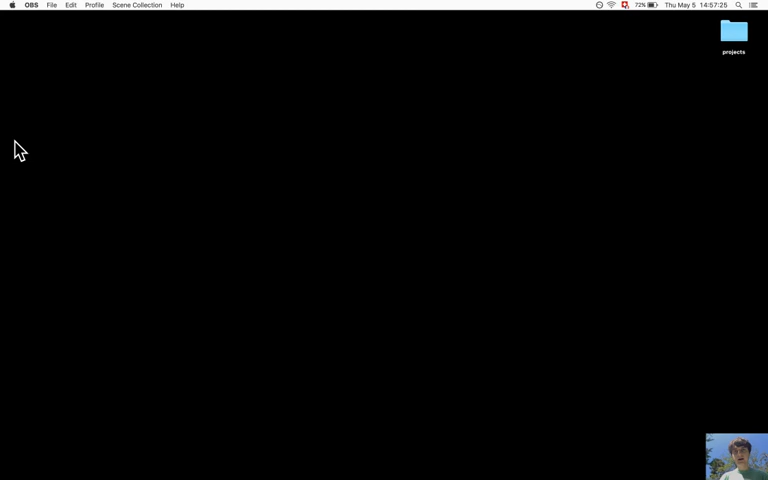 OBS File Edit Profile Scene Collection Help 72% Thu May 5 14:57:25
projects